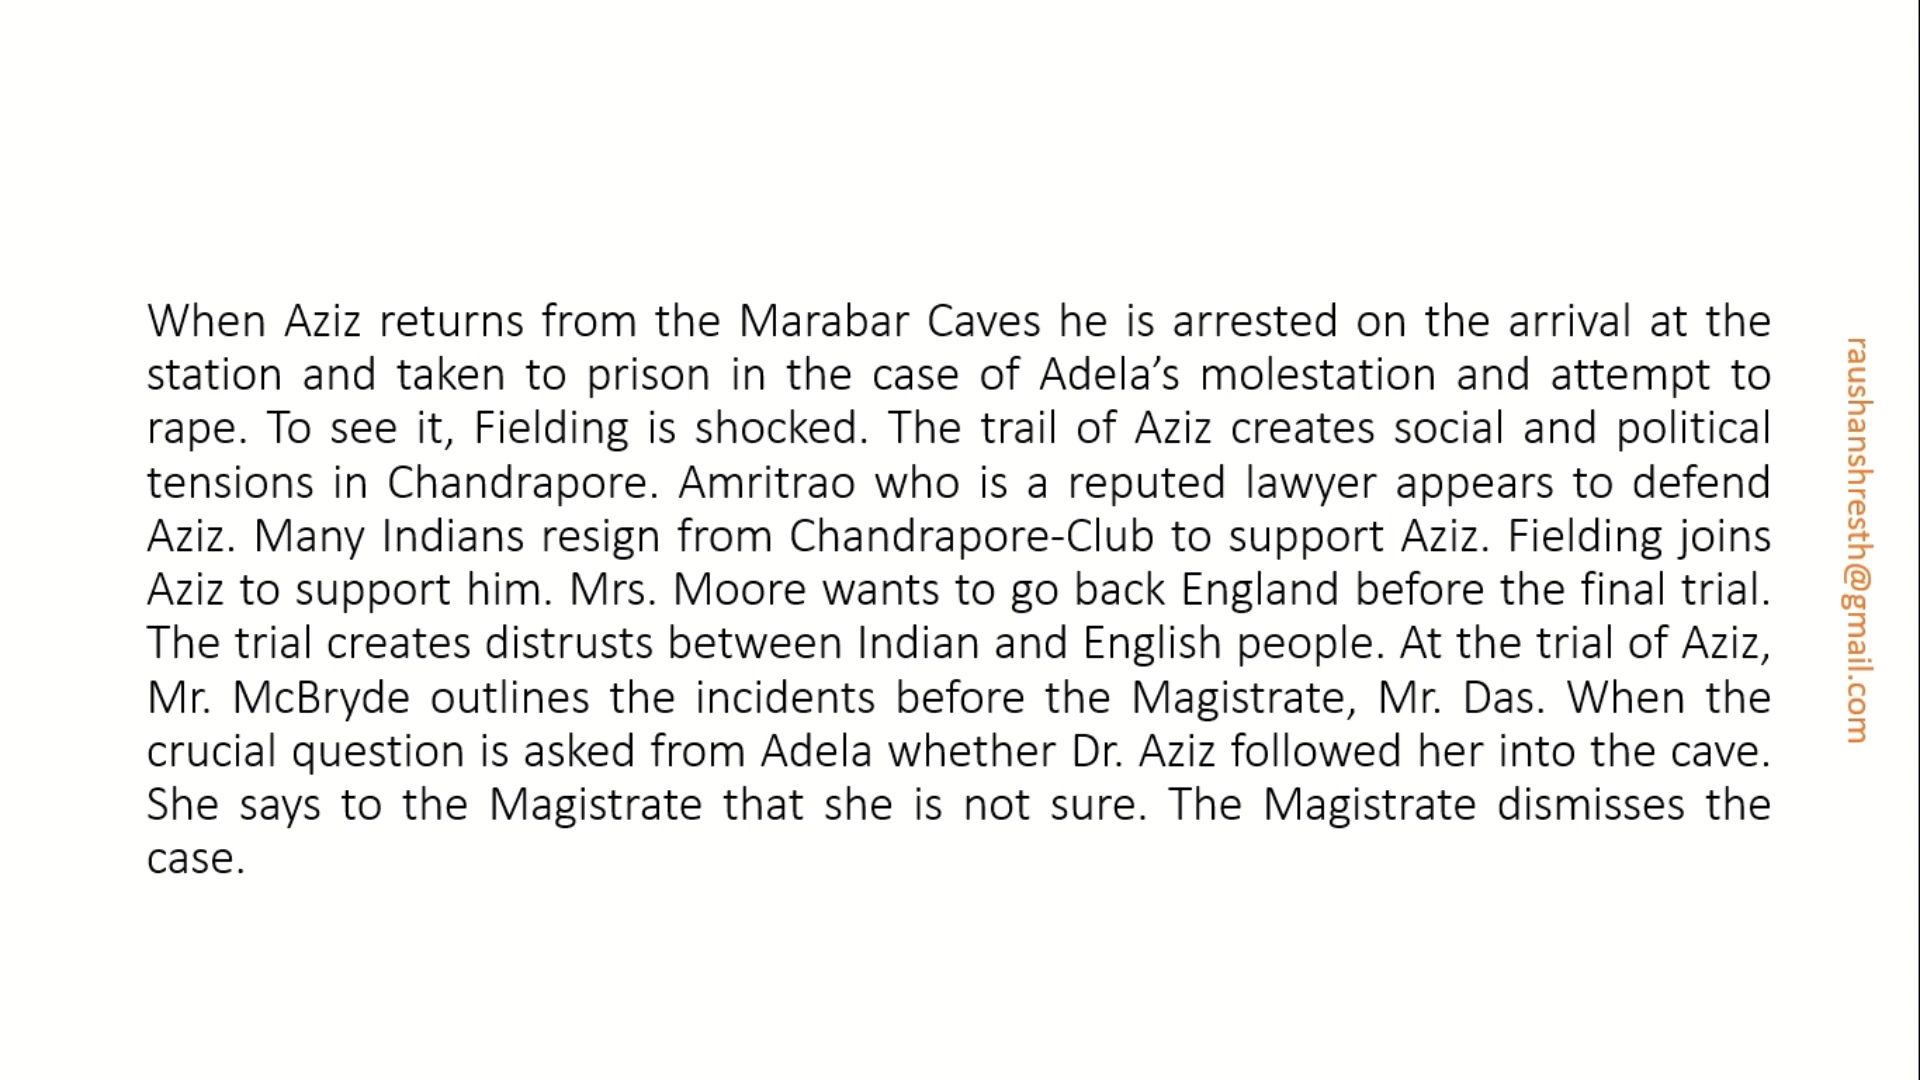 When Aziz returns from the Marabar Caves he is arrested on the arrival at the
station and taken to prison in the case of Adela’s molestation and attempt to
rape. To see it, Fielding is shocked. The trail of Aziz creates social and political
tensions in Chandrapore. Amritrao who is a reputed lawyer appears to defend
Aziz. Many Indians resign from Chandrapore-Club to support Aziz. Fielding joins
Aziz to support him. Mrs. Moore wants to go back England before the final trial.
The trial creates distrusts between Indian and English people. At the trial of Aziz,
Mr. McBryde outlines the incidents before the Magistrate, Mr. Das. When the
crucial question is asked from Adela whether Dr. Aziz followed her into the cave.
She says to the Magistrate that she is not sure. The Magistrate dismisses the
case.
raushanshresth@gmail.com